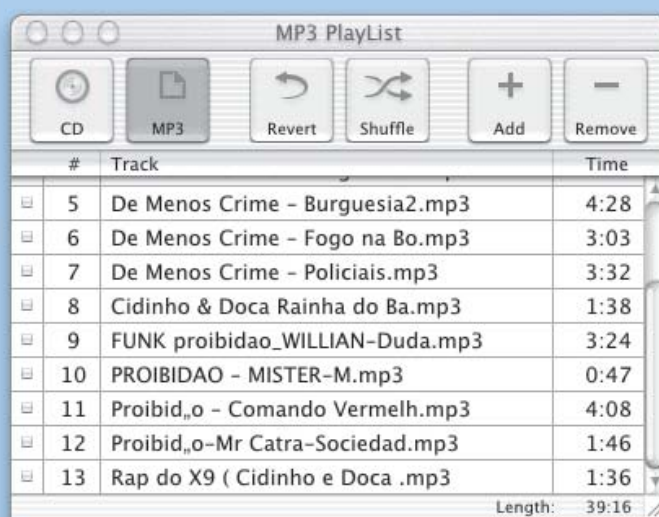 MP3 PlayList
CD MP3 Revert Shuffle Add Remove
# Track Time
5 De Menos Crime - Burguesia2.mp3 4:28
6 De Menos Crime - Fogo na Bo.mp3 3:03
7 De Menos Crime - Policiais.mp3 3:32
8 Cidinho & Doca Rainha do Ba.mp3 1:38
9 FUNK proibidao_WILLIAN-Duda.mp3 3:24
10 PROIBIDAO - MISTER-M.mp3 0:47
11 Proibid„o - Comando Vermelh.mp3 4:08
12 Proibid„o-Mr Catra-Sociedad.mp3 1:46
13 Rap do X9 ( Cidinho e Doca .mp3 1:36
Length: 39:16